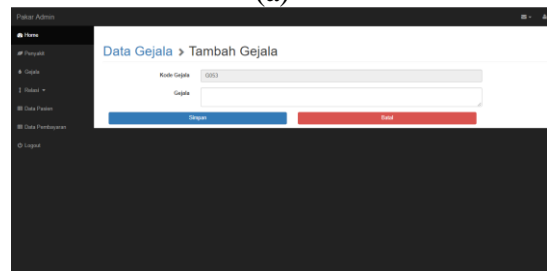 (a)
Pakar Admin
Home
Penyakit
Data Gejala > Tambah Gejala
Gejala
Kode Gejala G053
Relasi
Gejala
Data Pasien
Simpan Batal
Data Pembayaran
Logout